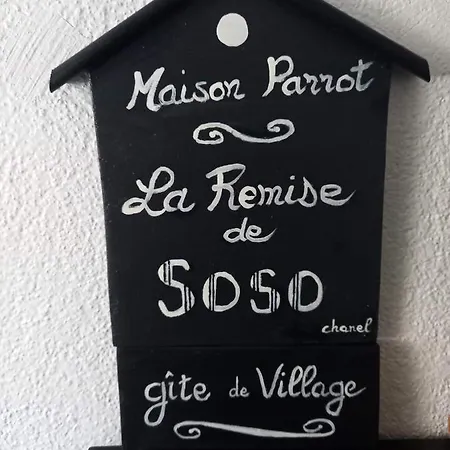 Maison Parrot
La Remise
de
SOSO
chanel
gîte de Village